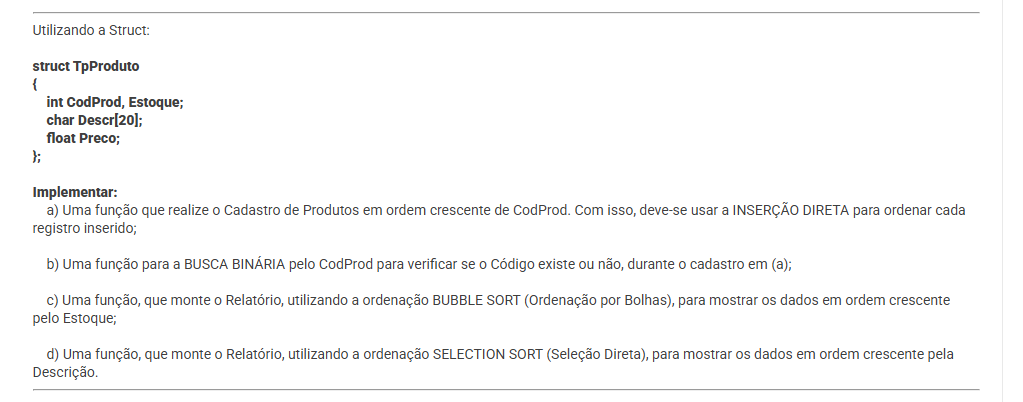 Utilizando a Struct:
struct TpProduto
{
int CodProd, Estoque;
char Descr[20];
float Preco;
};
Implementar:
a) Uma função que realize o Cadastro de Produtos em ordem crescente de CodProd. Com isso, deve-se usar a INSERÇÃO DIRETA para ordenar cada
registro inserido;
b) Uma função para a BUSCA BINÁRIA pelo CodProd para verificar se o Código existe ou não, durante o cadastro em (a);
c) Uma função, que monte o Relatório, utilizando a ordenação BUBBLE SORT (Ordenação por Bolhas), para mostrar os dados em ordem crescente
pelo Estoque;
d) Uma função, que monte o Relatório, utilizando a ordenação SELECTION SORT (Seleção Direta), para mostrar os dados em ordem crescente pela
Descrição.